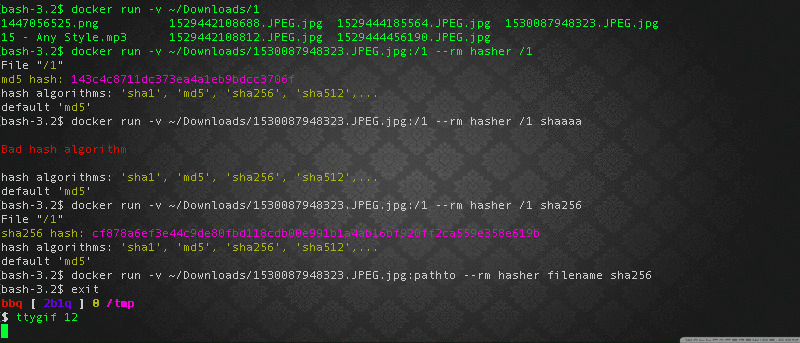 bash-3.2$ docker run -v ~/Downloads/1
1447056525.png 1529442108688.JPEG.jpg 1529444185564.JPEG.jpg 1530087948323.JPEG.jpg
15 - Any Style.mp3 1529442108812.JPEG.jpg 1529444456190.JPEG.jpg
bash-3.2$ docker run -v ~/Downloads/1530087948323.JPEG.jpg:/1 --rm hasher /1
File "/1"
md5 hash: 143c4c8711dc373ea4a1eb9bdcc3706f
hash algorithms: 'sha1', 'md5', 'sha256', 'sha512',...
default 'md5'
bash-3.2$ docker run -v ~/Downloads/1530087948323.JPEG.jpg:/1 --rm hasher /1 shaaaa
Bad hash algorithm
hash algorithms: 'sha1', 'md5', 'sha256', 'sha512',...
default 'md5'
bash-3.2$ docker run -v ~/Downloads/1530087948323.JPEG.jpg:/1 --rm hasher /1 sha256
File "/1"
sha256 hash: cf878a6ef3e44c9de80fbd118cdb00e991b1a4ab16bf920ff2ca559e358e619b
hash algorithms: 'sha1', 'md5', 'sha256', 'sha512',...
default 'md5'
bash-3.2$ docker run -v ~/Downloads/1530087948323.JPEG.jpg:pathto --rm hasher filename sha256
bash-3.2$ exit
bbq [ 2b1q ] 0 /tmp
$ ttygif 12